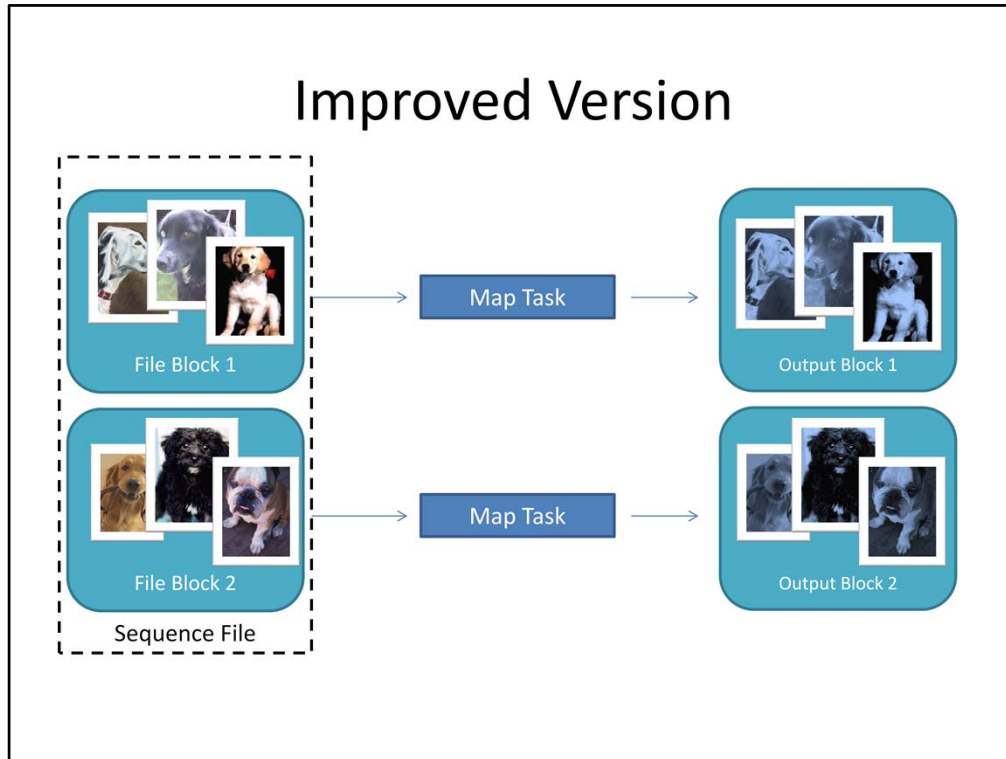 Improved Version
File Block 1
Map Task
Output Block 1
File Block 2
Map Task
Output Block 2
Sequence File